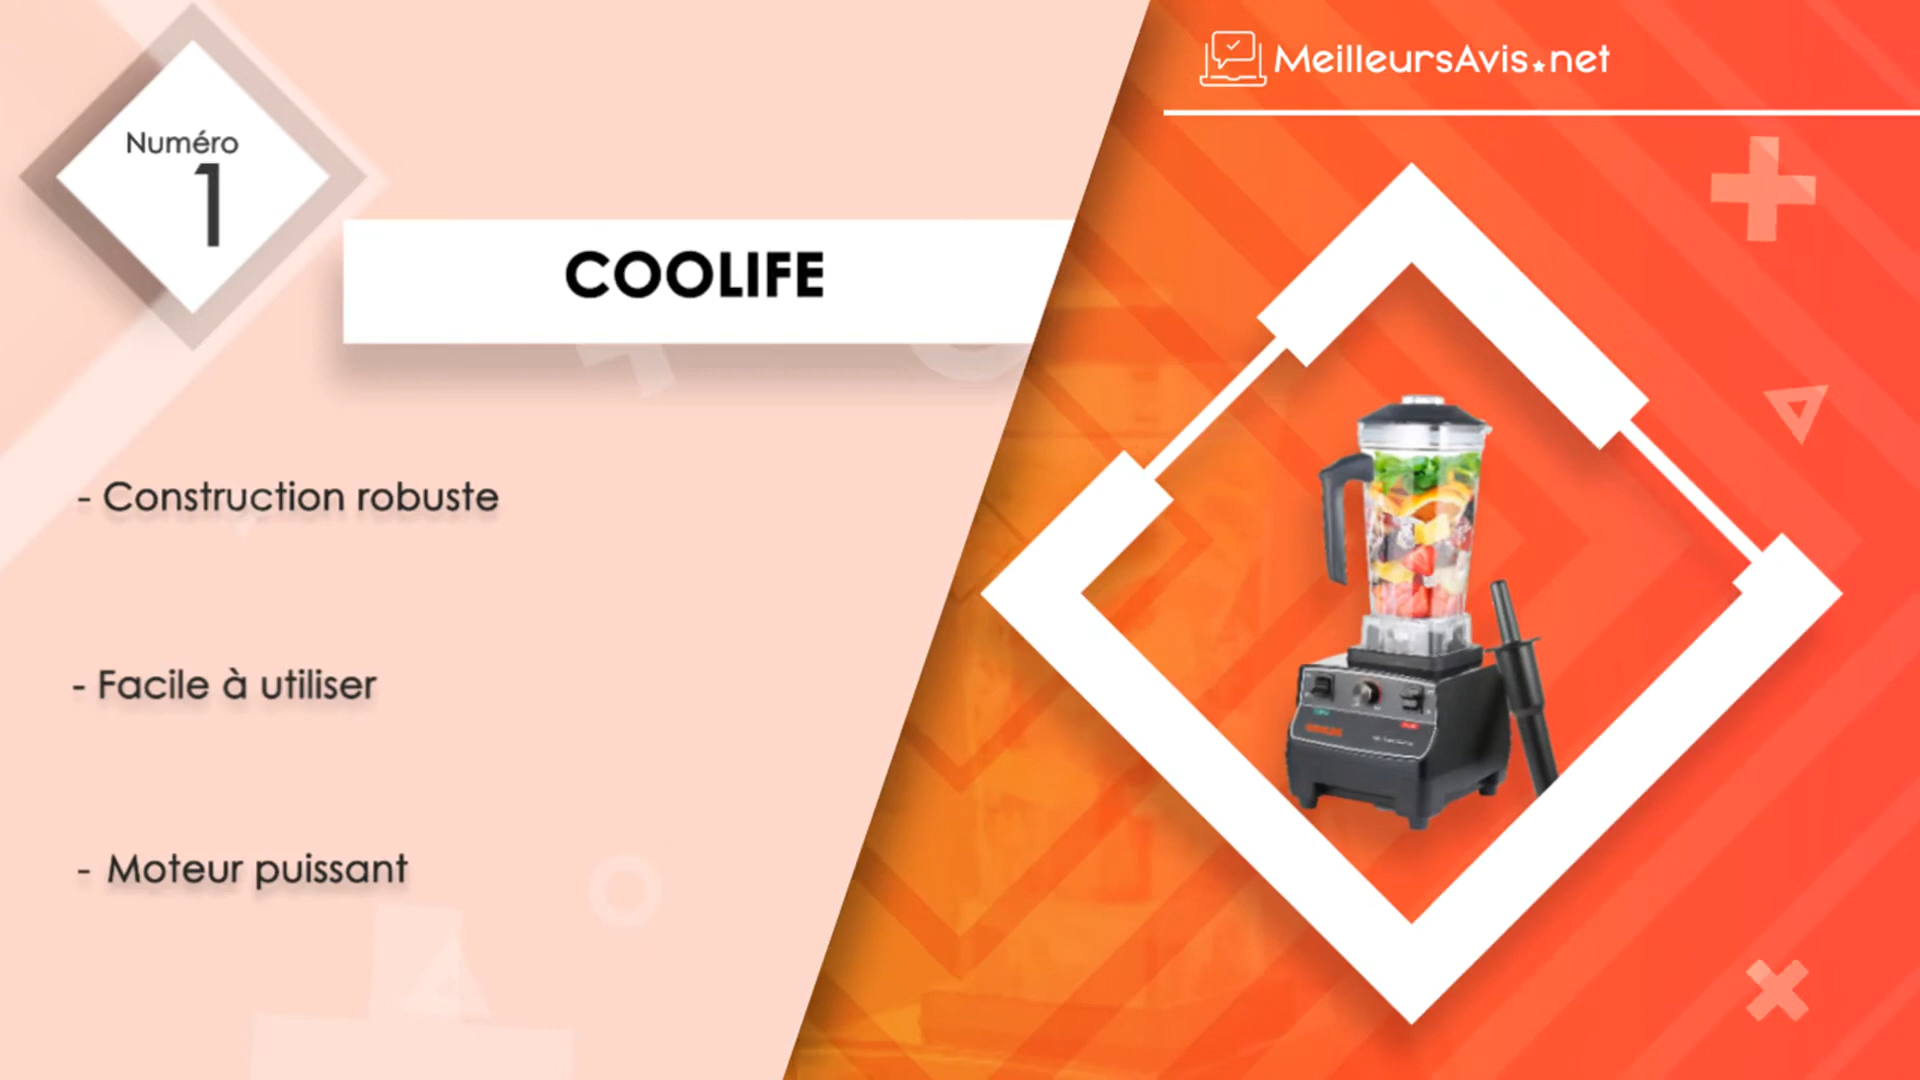 Numéro
1
COOLIFE
- Construction robuste
- Facile à utiliser
- Moteur puissant
MeilleursAvis.net